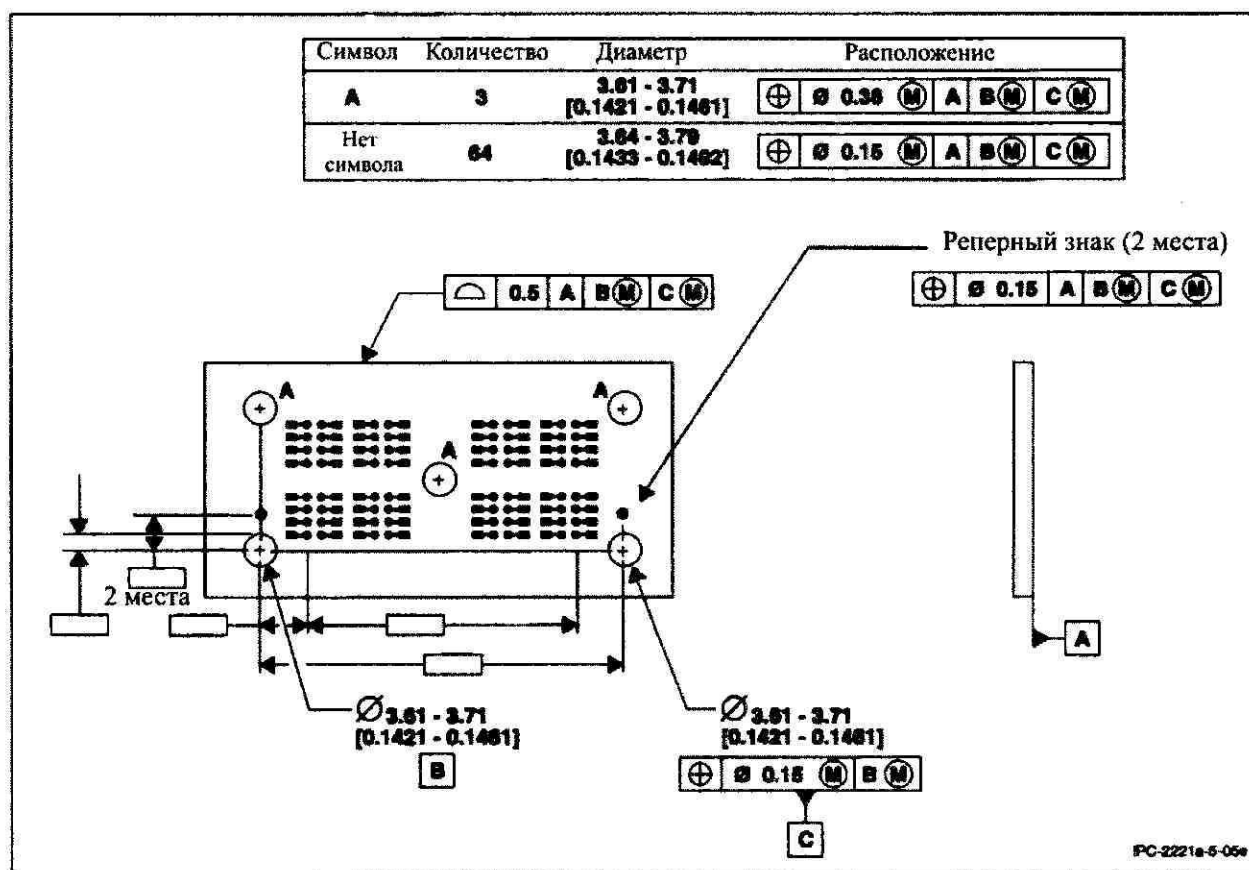 Символ Количество Диаметр Расположение
A 3 3.61 - 3.71 ⌖ Ø 0.36 Ⓜ A B Ⓜ C Ⓜ
[0.1421 - 0.1461]
Нет символа 64 3.64 - 3.79 ⌖ Ø 0.15 Ⓜ A B Ⓜ C Ⓜ
[0.1433 - 0.1492]
Реперный знак (2 места)
⌖ Ø 0.15 A B Ⓜ C Ⓜ
⌓ 0.5 A B Ⓜ C Ⓜ
A A
A
2 места
A
Ø 3.61 - 3.71
[0.1421 - 0.1461]
B
Ø 3.61 - 3.71
[0.1421 - 0.1461]
⌖ Ø 0.15 Ⓜ B Ⓜ
C
IPC-2221a-5-05e